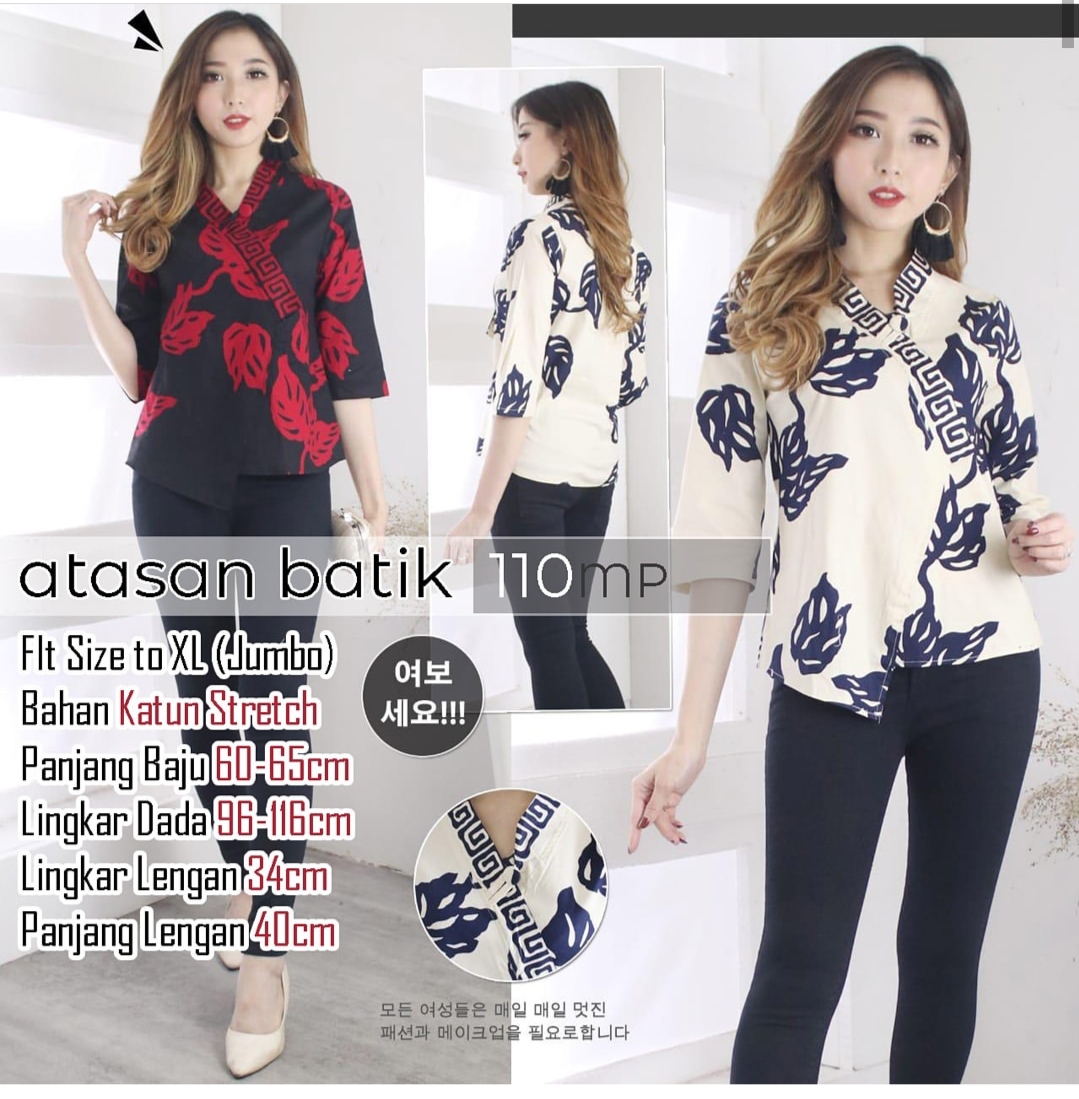 atasan batik 110MP
FIt Size to XL (Jumbo)
Bahan Katun Stretch
Panjang Baju 60-65cm
Lingkar Dada 96-116cm
Lingkar Lengan 34cm
Panjang Lengan 40cm
여보
세요!!!
모든 여성들은 매일 매일 멋진
패션과 메이크업을 필요로합니다